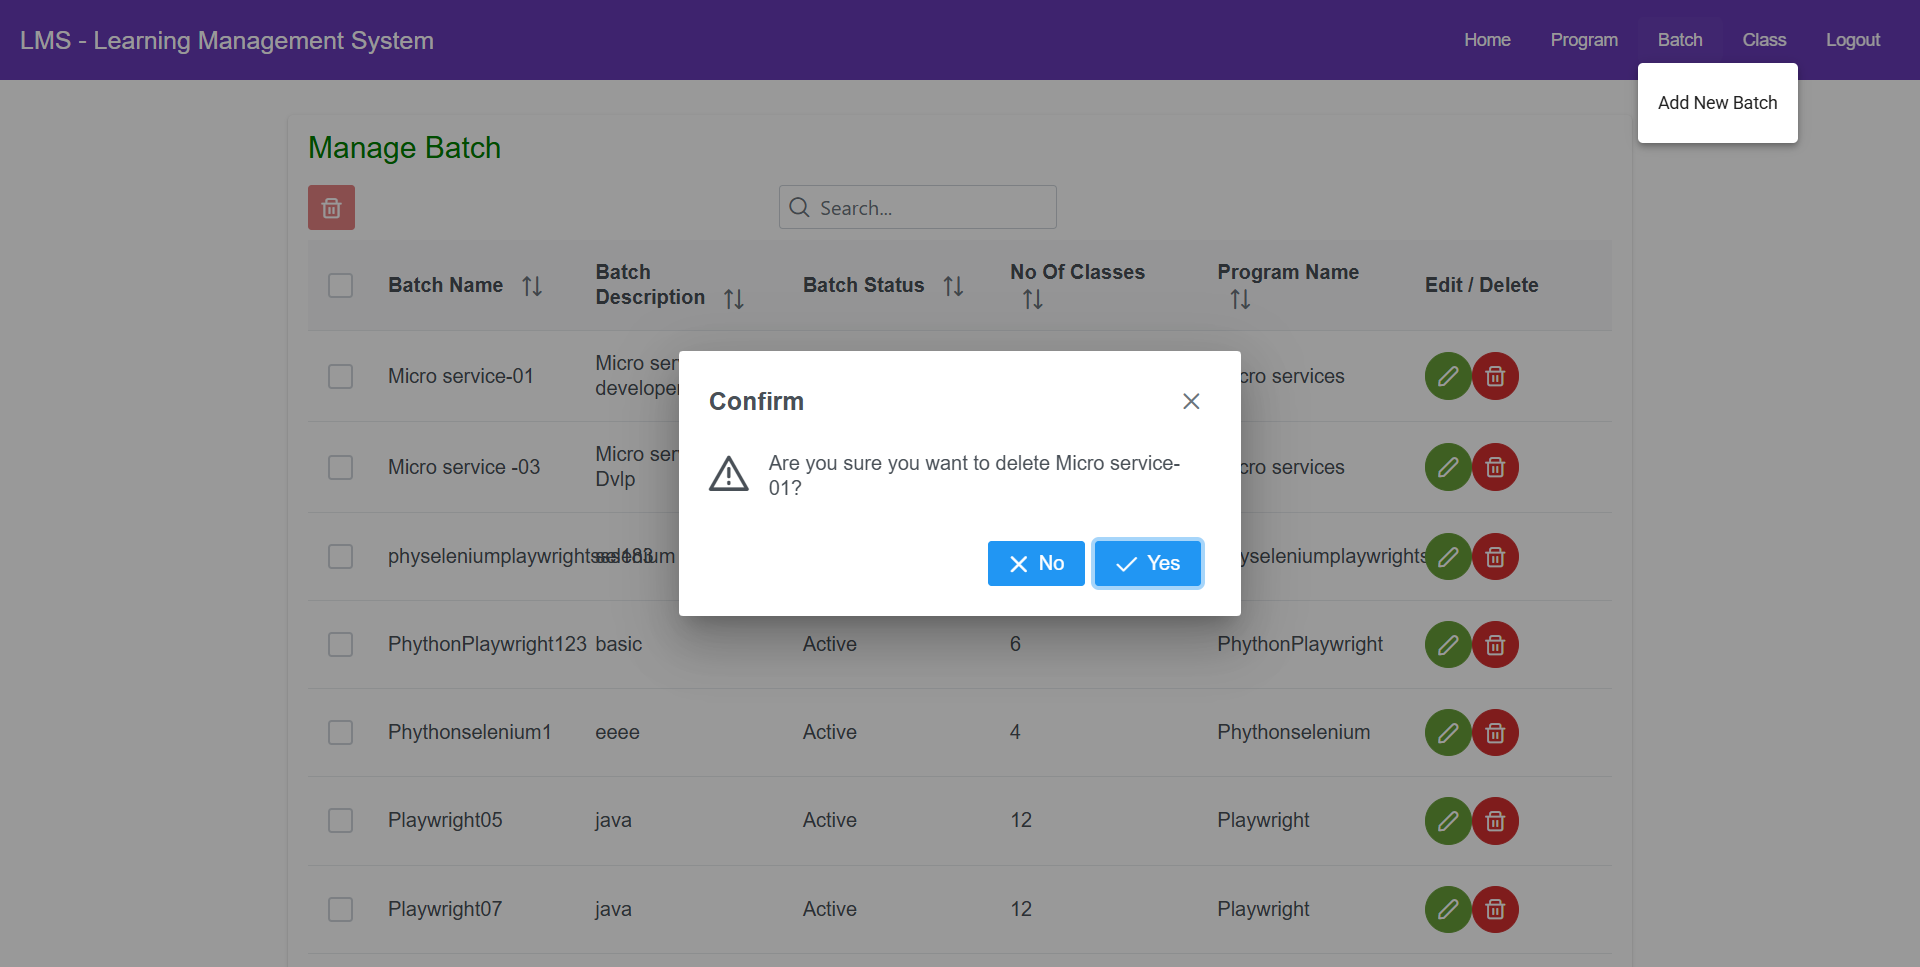 LMS - Learning Management System
Home Program Batch Class Logout
Add New Batch
Manage Batch
Search...
Batch Name Batch Description Batch Status No Of Classes Program Name Edit / Delete
Micro service-01 Micro ser developer cro services
Micro service -03 Micro ser Dvlp cro services
Confirm
Are you sure you want to delete Micro service-
01?
No Yes
physeleniumplaywrights selenium yseleniumplaywrights
PhythonPlaywright123 basic Active 6 PhythonPlaywright
Phythonselenium1 eeee Active 4 Phythonselenium
Playwright05 java Active 12 Playwright
Playwright07 java Active 12 Playwright